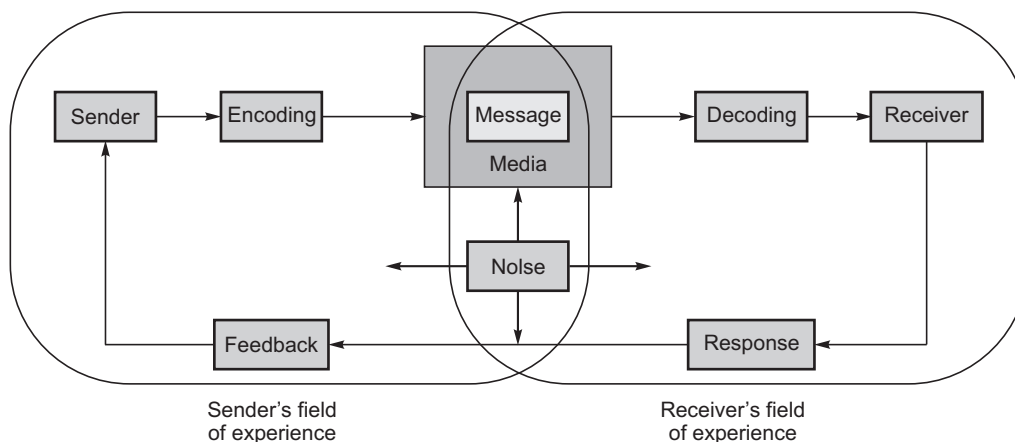 Sender
Encoding
Message
Media
Decoding
Receiver
Nolse
Feedback
Response
Sender’s field
of experience
Receiver’s field
of experience